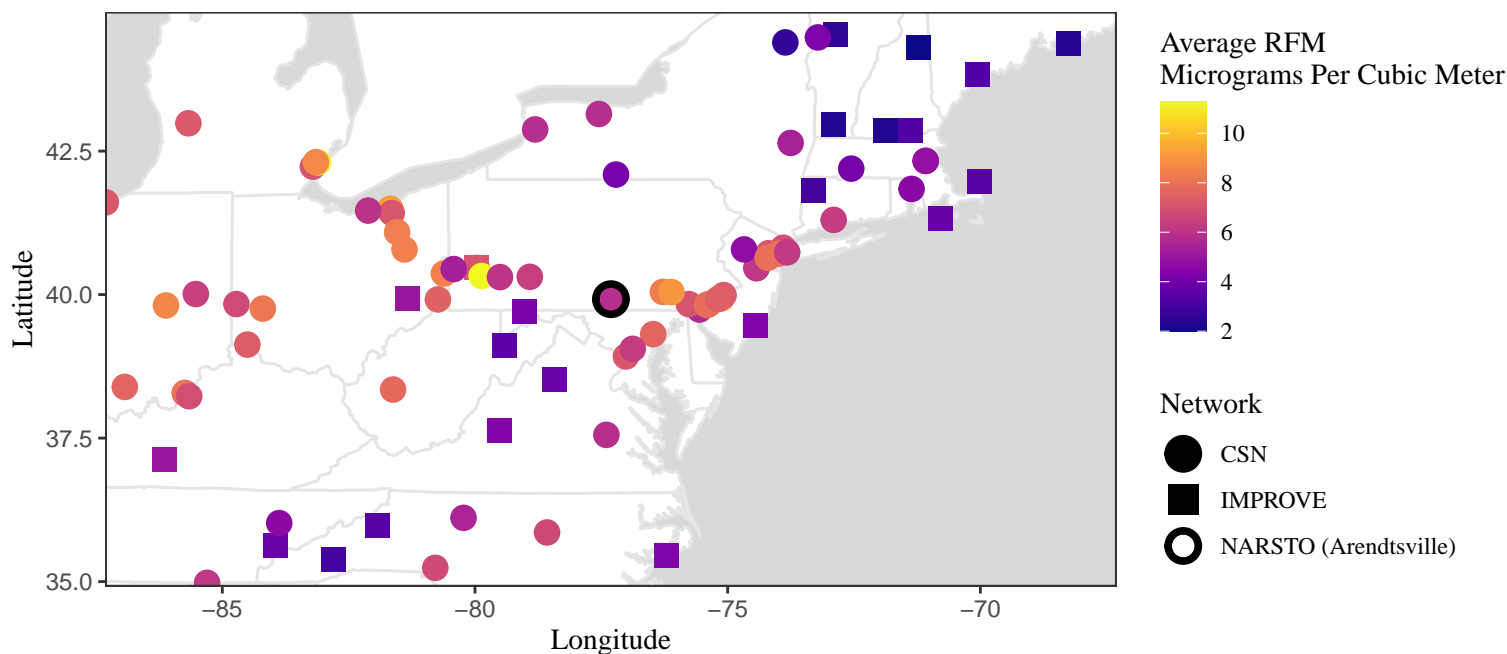 Average RFM
Micrograms Per Cubic Meter
10
8
6
4
2
Network
CSN
IMPROVE
NARSTO (Arendtsville)
Latitude
42.5
40.0
37.5
35.0
−85
−80
−75
−70
Longitude